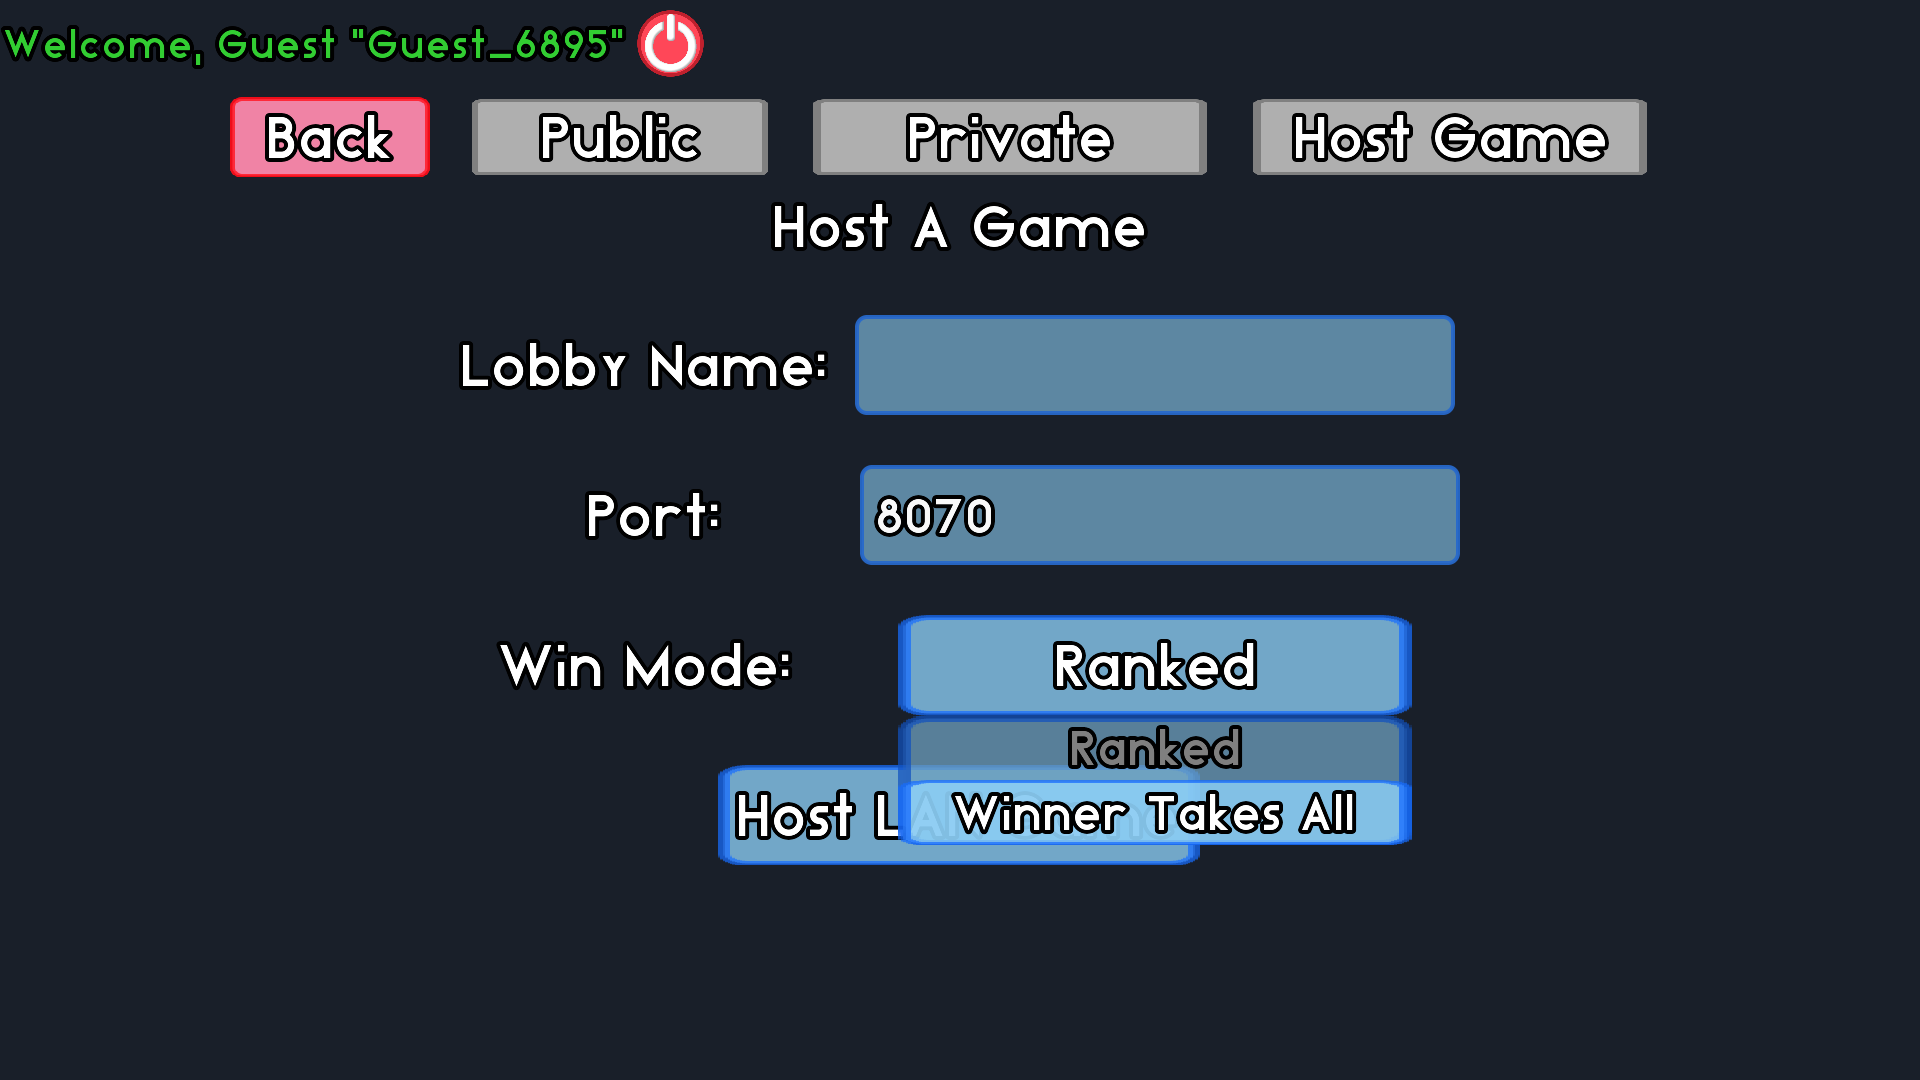 Welcome, Guest "Guest_6895"
Back Public Private Host Game
Host A Game
Lobby Name:
Port: 8070
Win Mode: Ranked
Ranked
Host Winner Takes All